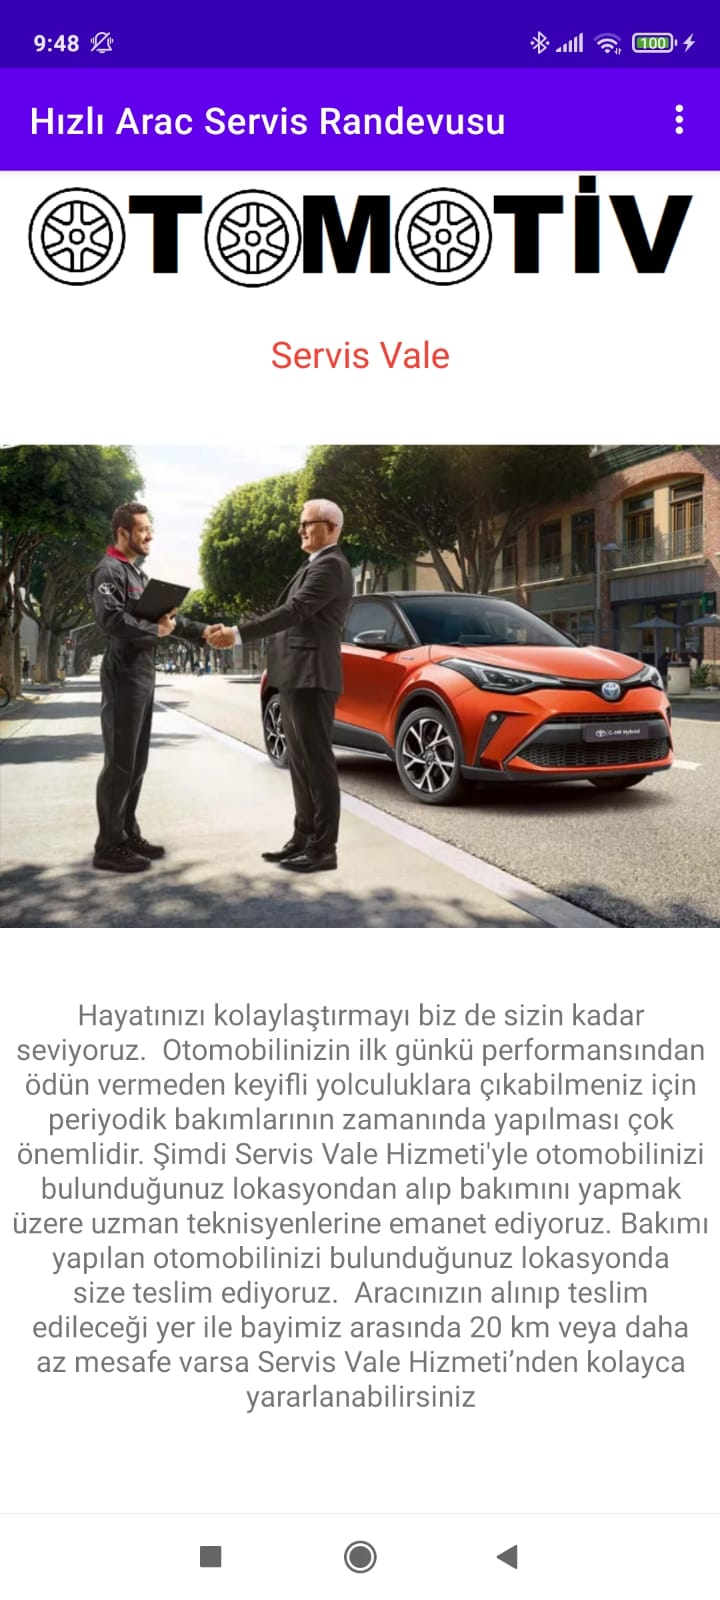 9:48
100
Hızlı Arac Servis Randevusu
OTOMOTİV
Servis Vale
C-HR Hybrid
Hayatınızı kolaylaştırmayı biz de sizin kadar
seviyoruz.  Otomobilinizin ilk günkü performansından
ödün vermeden keyifli yolculuklara çıkabilmeniz için
periyodik bakımlarının zamanında yapılması çok
önemlidir. Şimdi Servis Vale Hizmeti'yle otomobilinizi
bulunduğunuz lokasyondan alıp bakımını yapmak
üzere uzman teknisyenlerine emanet ediyoruz. Bakımı
yapılan otomobilinizi bulunduğunuz lokasyonda
size teslim ediyoruz.  Aracınızın alınıp teslim
edileceği yer ile bayimiz arasında 20 km veya daha
az mesafe varsa Servis Vale Hizmeti’nden kolayca
yararlanabilirsiniz